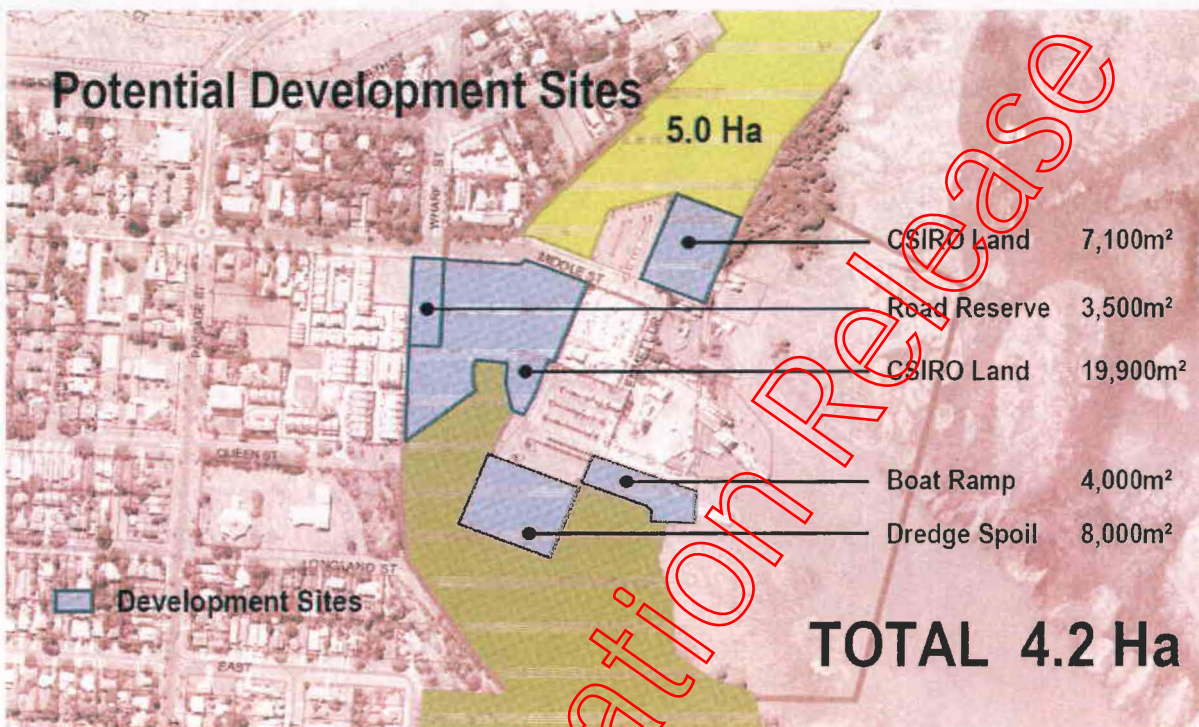 Potential Development Sites
5.0 Ha
WHARF ST
MIDDLE ST
CSIRO Land 7,100m²
Road Reserve 3,500m²
CSIRO Land 19,900m²
QUEEN ST
Boat Ramp 4,000m²
Dredge Spoil 8,000m²
LONGLAND ST
Development Sites
EAST
TOTAL 4.2 Ha
ation Release